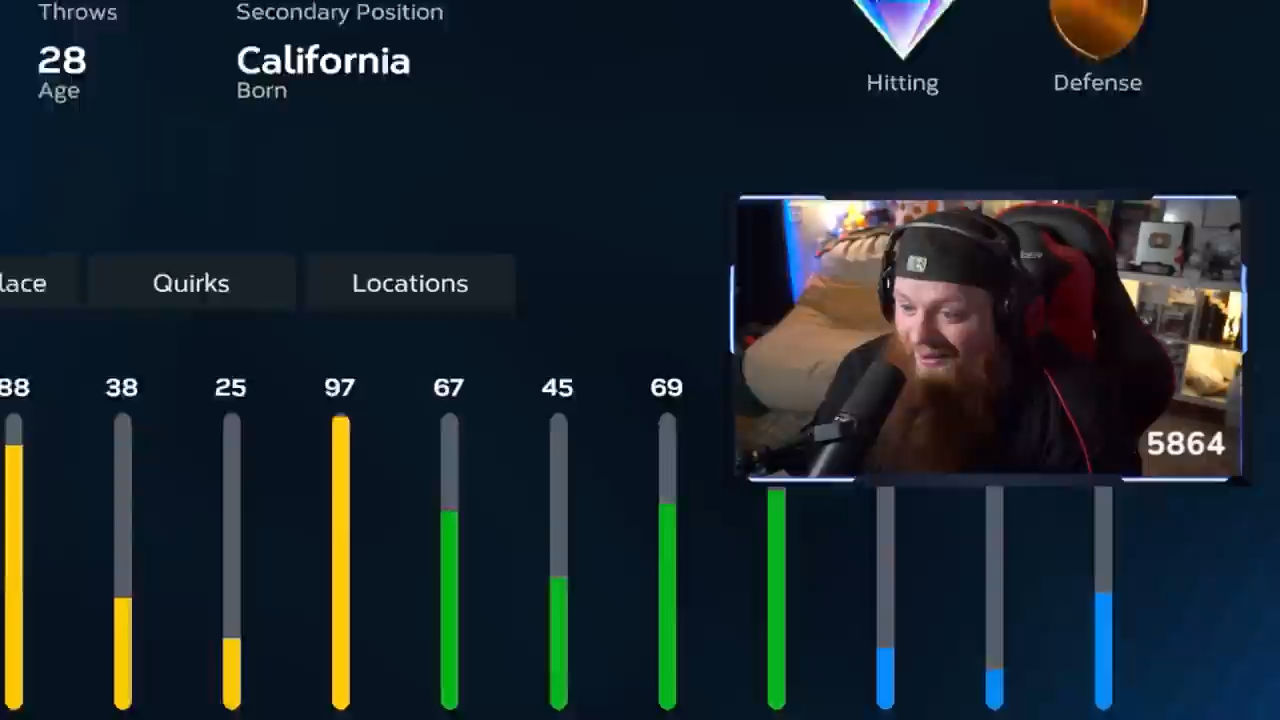 Throws
Secondary Position
28
California
Age
Born
Hitting
Defense
lace
Quirks
Locations
88
38
25
97
67
45
69
5864